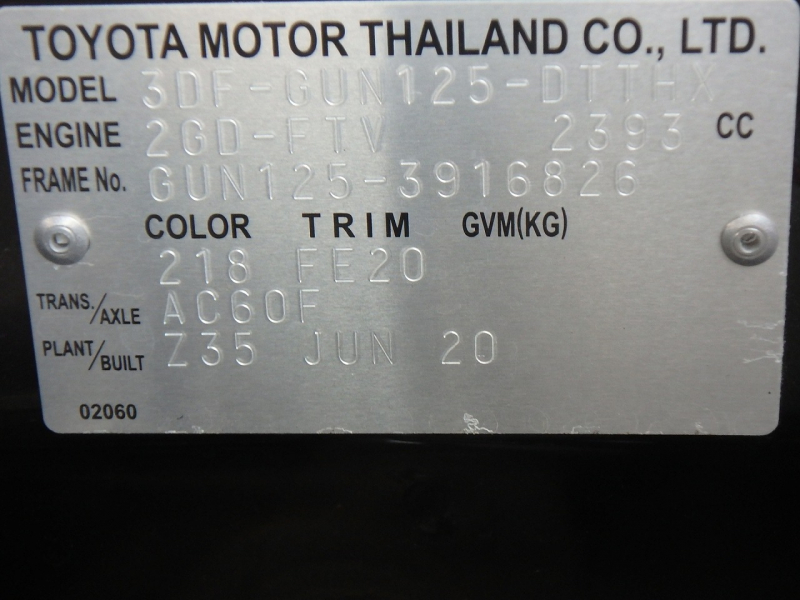 TOYOTA MOTOR THAILAND CO., LTD.
MODEL 3DF-GUN125-DTTHX
ENGINE 2GD-FTV 2393 CC
FRAME No. GUN125-3916826
COLOR TRIM GVM(KG)
218 FE20
TRANS./AXLE AC60F
PLANT/BUILT Z35 JUN 20
02060